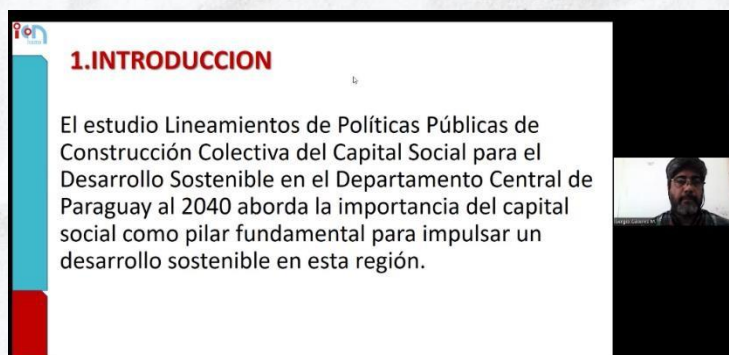 1.INTRODUCCION
El estudio Lineamientos de Políticas Públicas de
Construcción Colectiva del Capital Social para el
Desarrollo Sostenible en el Departamento Central de
Paraguay al 2040 aborda la importancia del capital
social como pilar fundamental para impulsar un
desarrollo sostenible en esta región.